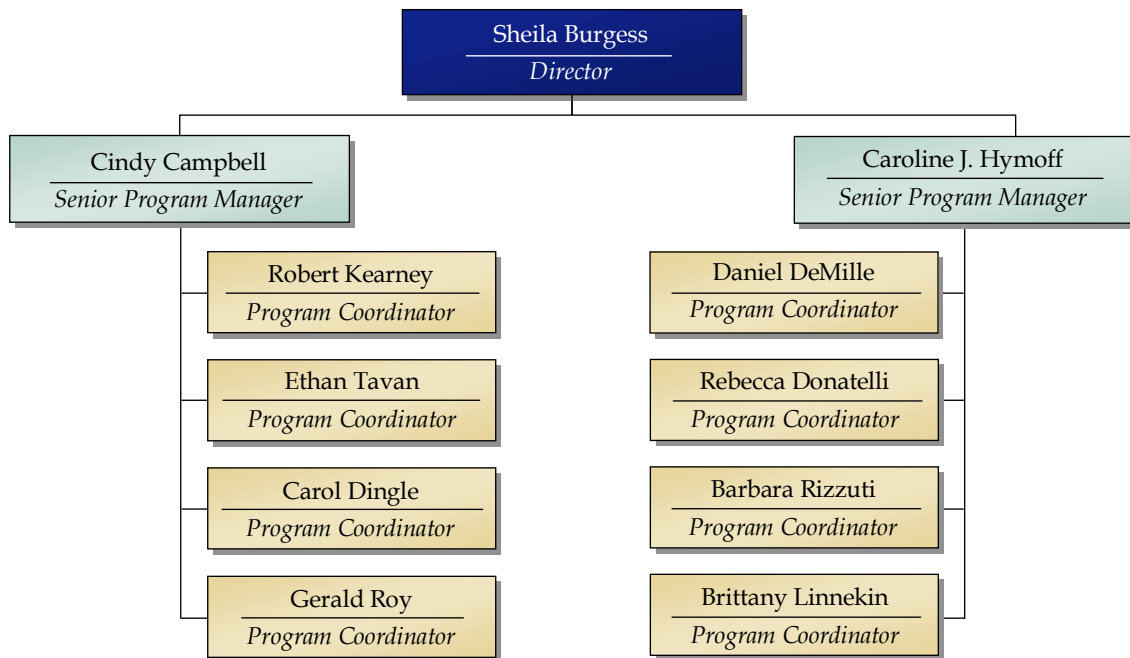 Sheila Burgess
Director
Cindy Campbell
Senior Program Manager
Caroline J. Hymoff
Senior Program Manager
Robert Kearney
Program Coordinator
Ethan Tavan
Program Coordinator
Carol Dingle
Program Coordinator
Gerald Roy
Program Coordinator
Daniel DeMille
Program Coordinator
Rebecca Donatelli
Program Coordinator
Barbara Rizzuti
Program Coordinator
Brittany Linnekin
Program Coordinator